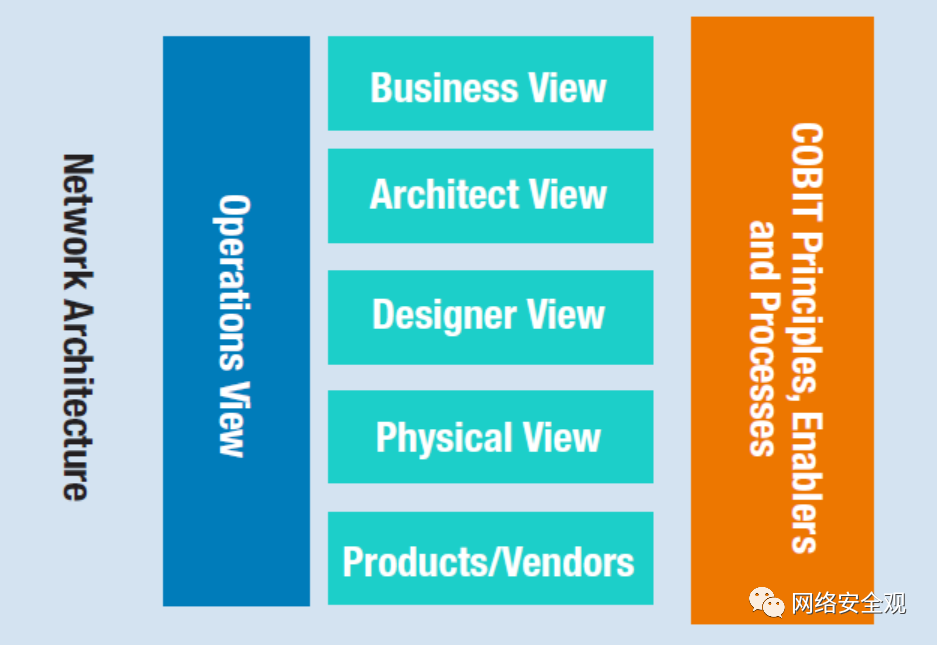 Network Architecture
Operations View
Business View
Architect View
Designer View
Physical View
Products/Vendors
COBIT Principles, Enablers
and Processes
网络安全观